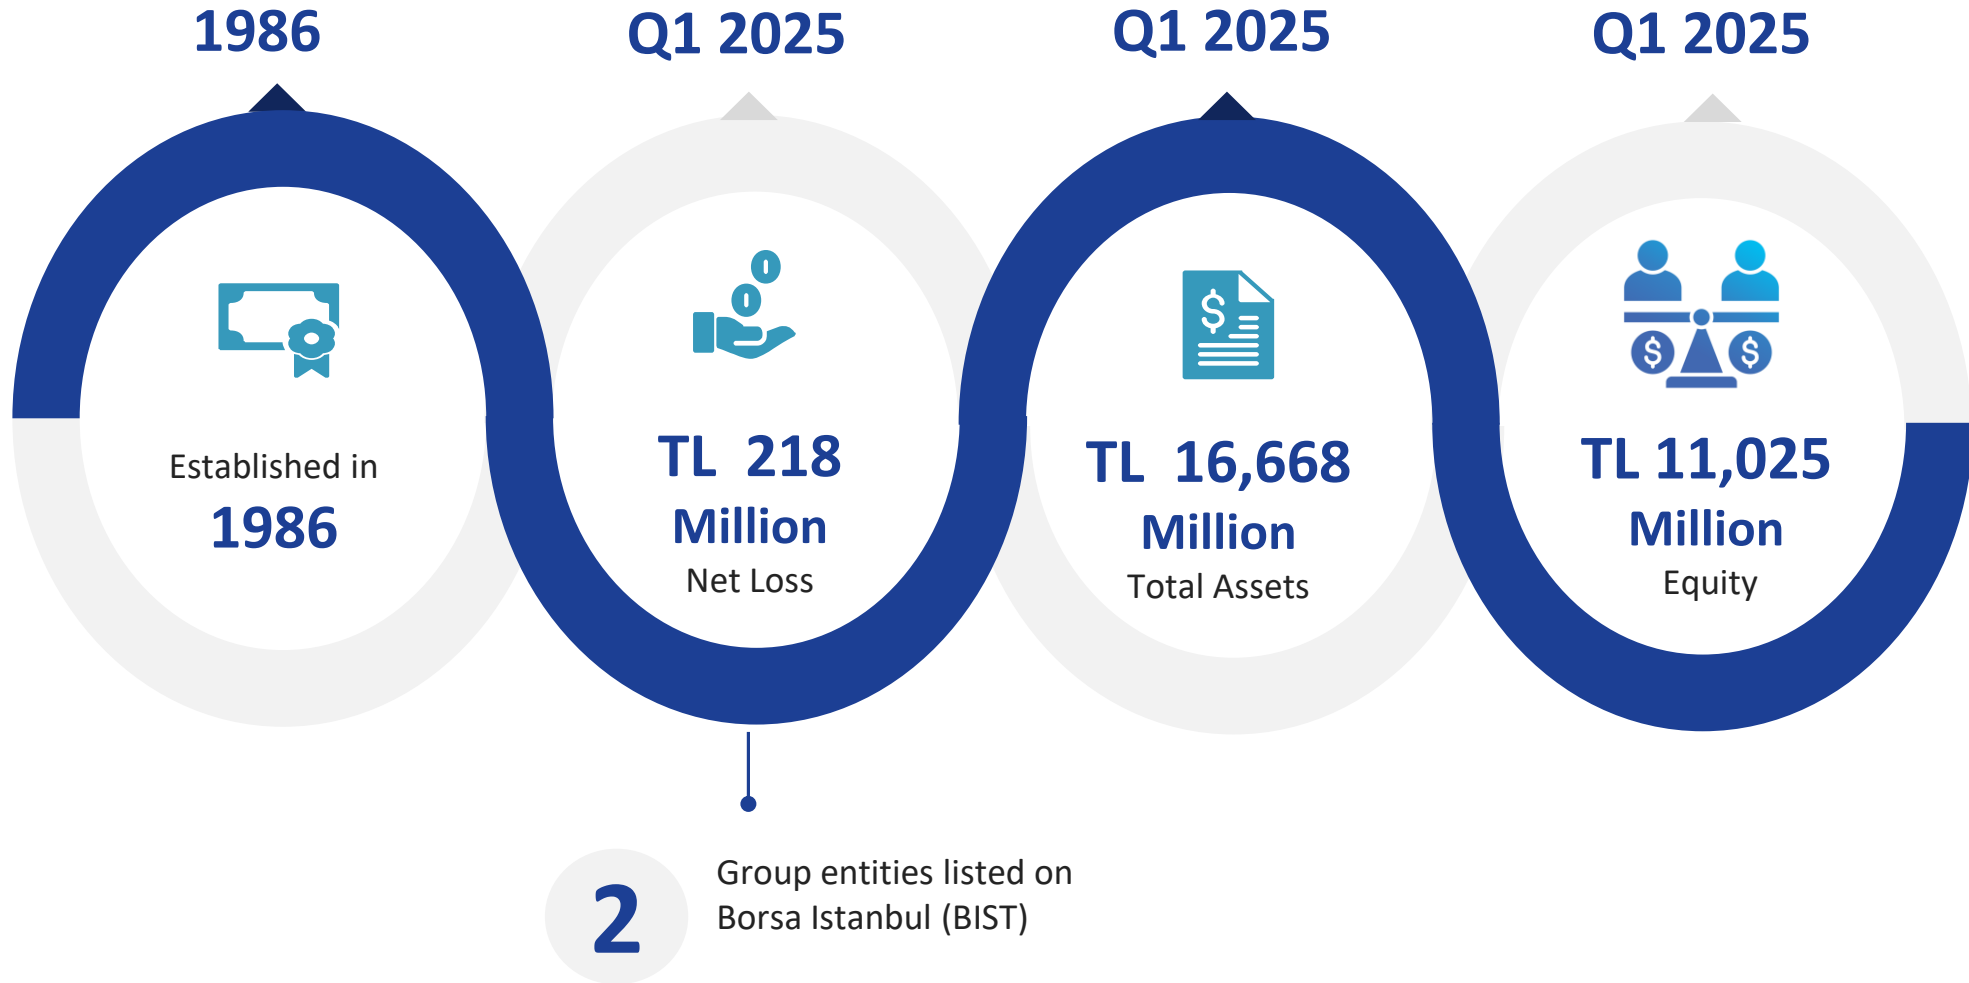 1986
Established in
1986
Q1 2025
TL 218
Million
Net Loss
Q1 2025
TL 16,668
Million
Total Assets
Q1 2025
TL 11,025
Million
Equity
2
Group entities listed on
Borsa Istanbul (BIST)